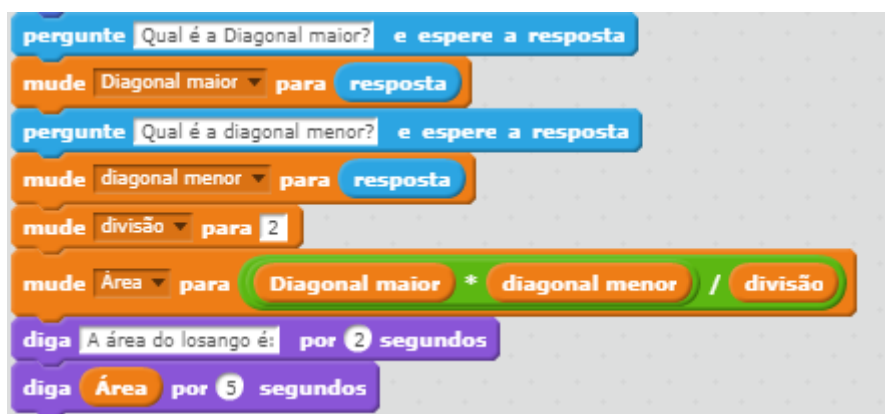 pergunte Qual é a Diagonal maior? e espere a resposta
mude Diagonal maior para resposta
pergunte Qual é a diagonal menor? e espere a resposta
mude diagonal menor para resposta
mude divisão para 2
mude Área para Diagonal maior * diagonal menor / divisão
diga A área do losango é: por 2 segundos
diga Área por 5 segundos